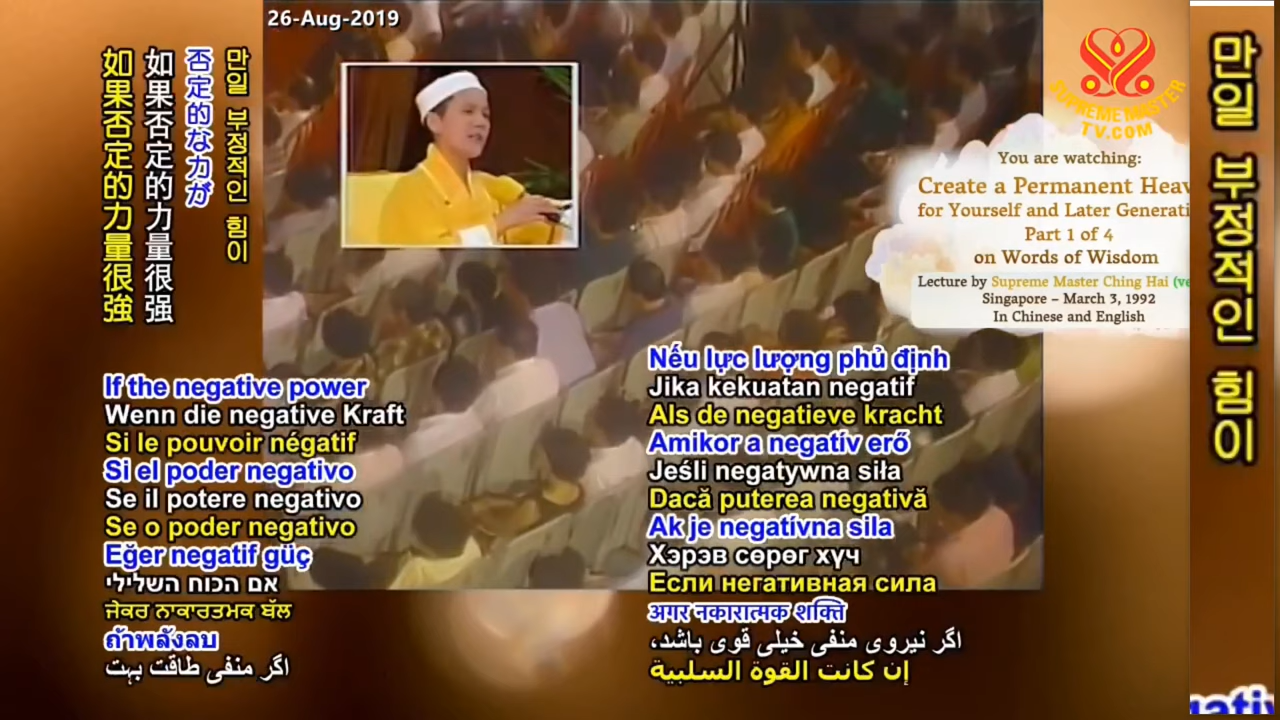 26-Aug-2019
만일 부정적인 힘이
否定的な力が
如果否定的力量很强
如果否定的力量很強
SUPREME MASTER
TV.COM
You are watching:
Create a Permanent Heav
for Yourself and Later Generati
Part 1 of 4
on Words of Wisdom
Lecture by Supreme Master Ching Hai (ve
Singapore – March 3, 1992
In Chinese and English
If the negative power
Wenn die negative Kraft
Si le pouvoir négatif
Si el poder negativo
Se il potere negativo
Se o poder negativo
Eğer negatif güç
אם הכוח השלילי
ਜੇਕਰ ਨਾਕਾਰਤਮਕ ਬੱਲ
ถ้าพลังลบ
اگر منفی طاقت بہت
Nếu lực lượng phủ định
Jika kekuatan negatif
Als de negatieve kracht
Amikor a negatív erő
Jeśli negatywna siła
Dacă puterea negativă
Ak je negatívna sila
Хэрэв сөрөг хүч
Если негативная сила
अगर नकारात्मक शक्ति
اگر نیروی منفی خیلی قوی باشد،
إن كانت القوة السلبية
만일 부정적인 힘이